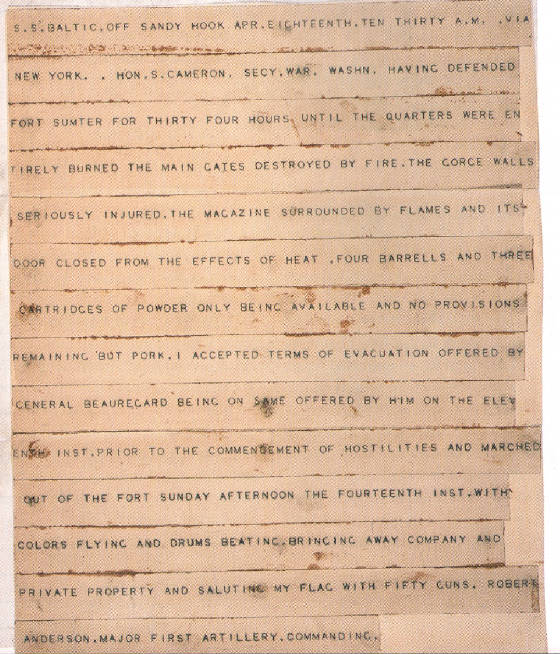 S.S.BALTIC.OFF SANDY HOOK APR.EIGHTEENTH.TEN THIRTY A.M. .VIA
NEW YORK. . HON.S.CAMERON. SECY.WAR. WASHN. HAVING DEFENDED
FORT SUMTER FOR THIRTY FOUR HOURS UNTIL THE QUARTERS WERE EN
TIRELY BURNED THE MAIN GATES DESTROYED BY FIRE.THE GORGE WALLS
SERIOUSLY INJURED.THE MAGAZINE SURROUNDED BY FLAMES AND ITS
DOOR CLOSED FROM THE EFFECTS OF HEAT .FOUR BARRELLS AND THREE
CARTRIDGES OF POWDER ONLY BEING AVAILABLE AND NO PROVISIONS
REMAINING BUT PORK.I ACCEPTED TERMS OF EVACUATION OFFERED BY
GENERAL BEAUREGARD BEING ON SAME OFFERED BY HIM ON THE ELEV
ENTH INST.PRIOR TO THE COMMENDEMENT OF HOSTILITIES AND MARCHED
OUT OF THE FORT SUNDAY AFTERNOON THE FOURTEENTH INST.WITH
COLORS FLYING AND DRUMS BEATING.BRINGING AWAY COMPANY AND
PRIVATE PROPERTY AND SALUTING MY FLAG WITH FIFTY GUNS. ROBERT
ANDERSON.MAJOR FIRST ARTILLERY.COMMANDING.